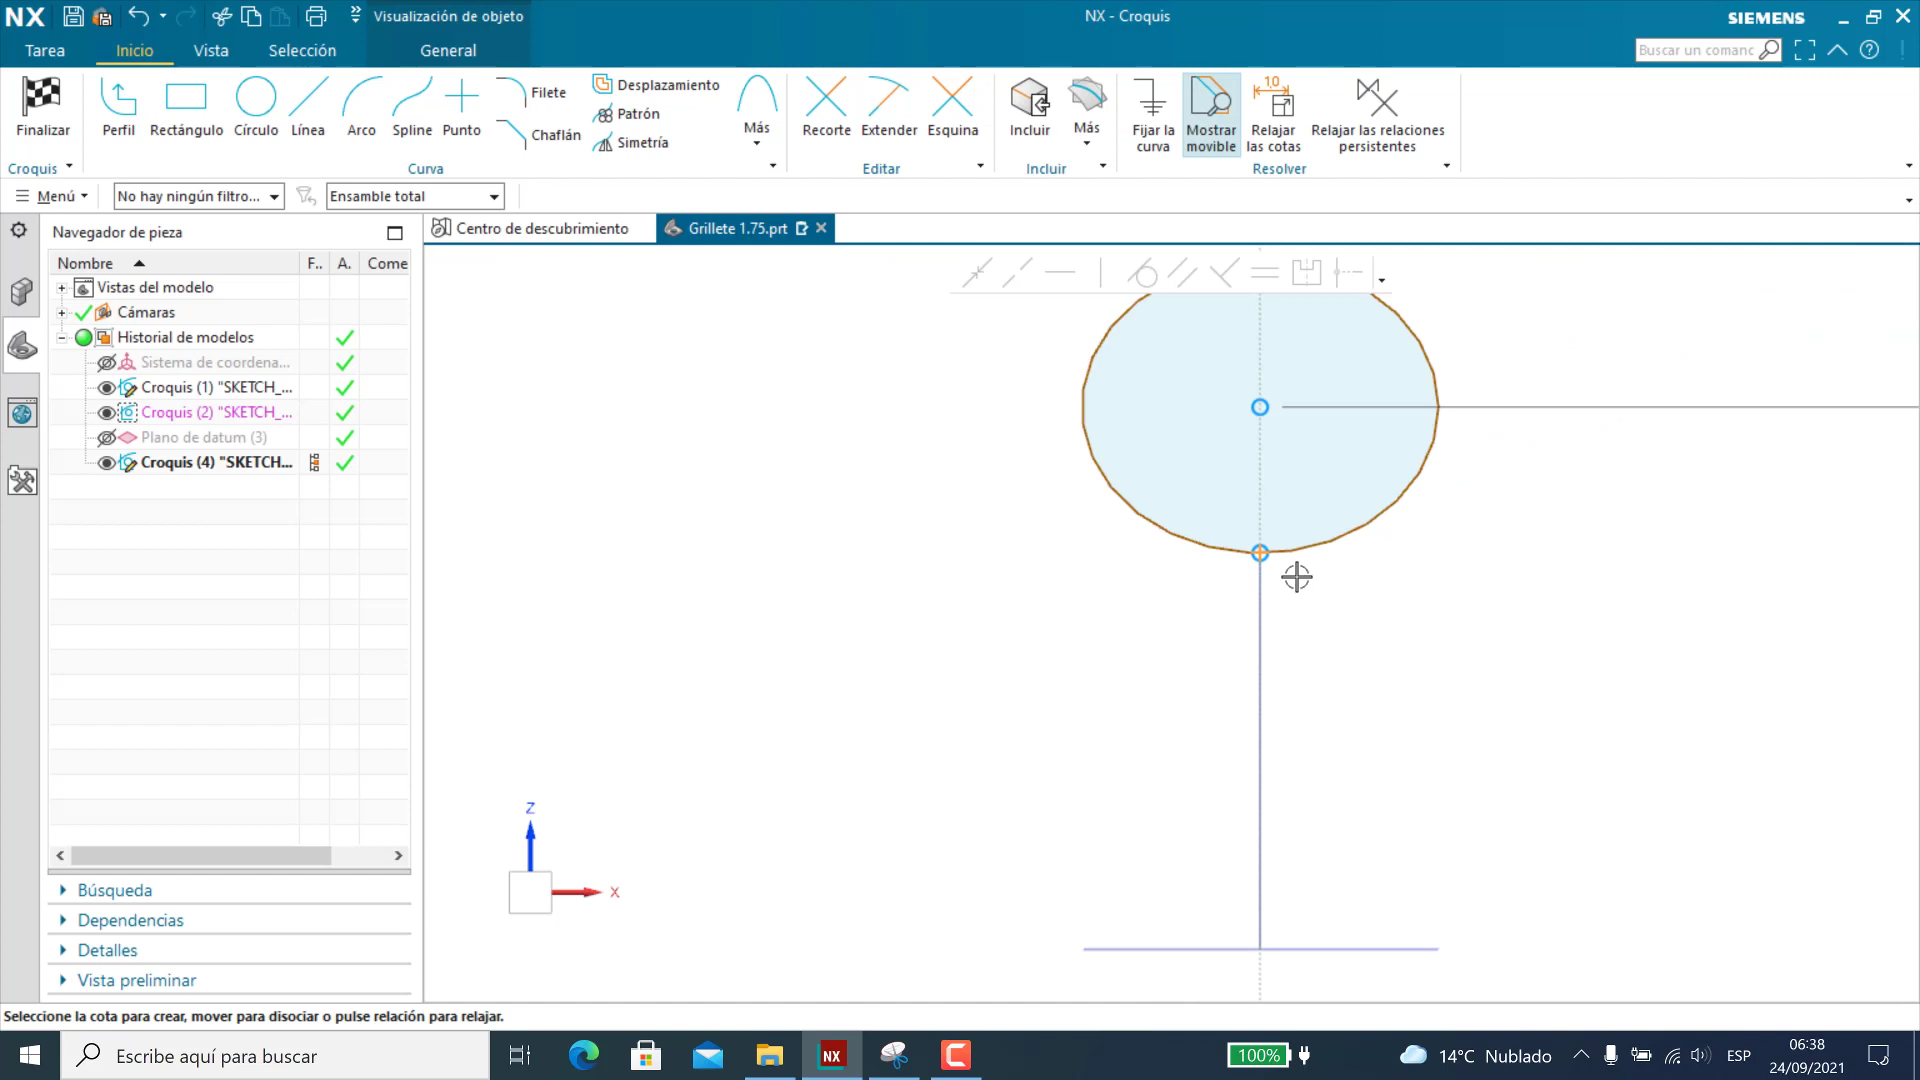 NX
Visualización de objeto
NX - Croquis
SIEMENS
Tarea
Inicio
Vista
Selección
General
Buscar un comanc
Finalizar
Perfil
Rectángulo
Círculo
Línea
Arco
Spline
Punto
Filete
Chaflán
Desplazamiento
Patrón
Simetría
Más
Recorte
Extender
Esquina
Incluir
Más
Fijar la curva
Mostrar movible
1.0
Relajar las cotas
Relajar las relaciones persistentes
Croquis
Curva
Editar
Incluir
Resolver
Menú
No hay ningún filtro...
Ensamble total
Navegador de pieza
Centro de descubrimiento
Grillete 1.75.prt
Nombre
F..
A.
Come
Vistas del modelo
Cámaras
Historial de modelos
Sistema de coordena...
Croquis (1) "SKETCH_...
Croquis (2) "SKETCH_...
Plano de datum (3)
Croquis (4) "SKETCH...
Z
X
Búsqueda
Dependencias
Detalles
Vista preliminar
Seleccione la cota para crear, mover para disociar o pulse relación para relajar.
Escribe aquí para buscar
NX
100%
14°C Nublado
ESP
06:38
24/09/2021